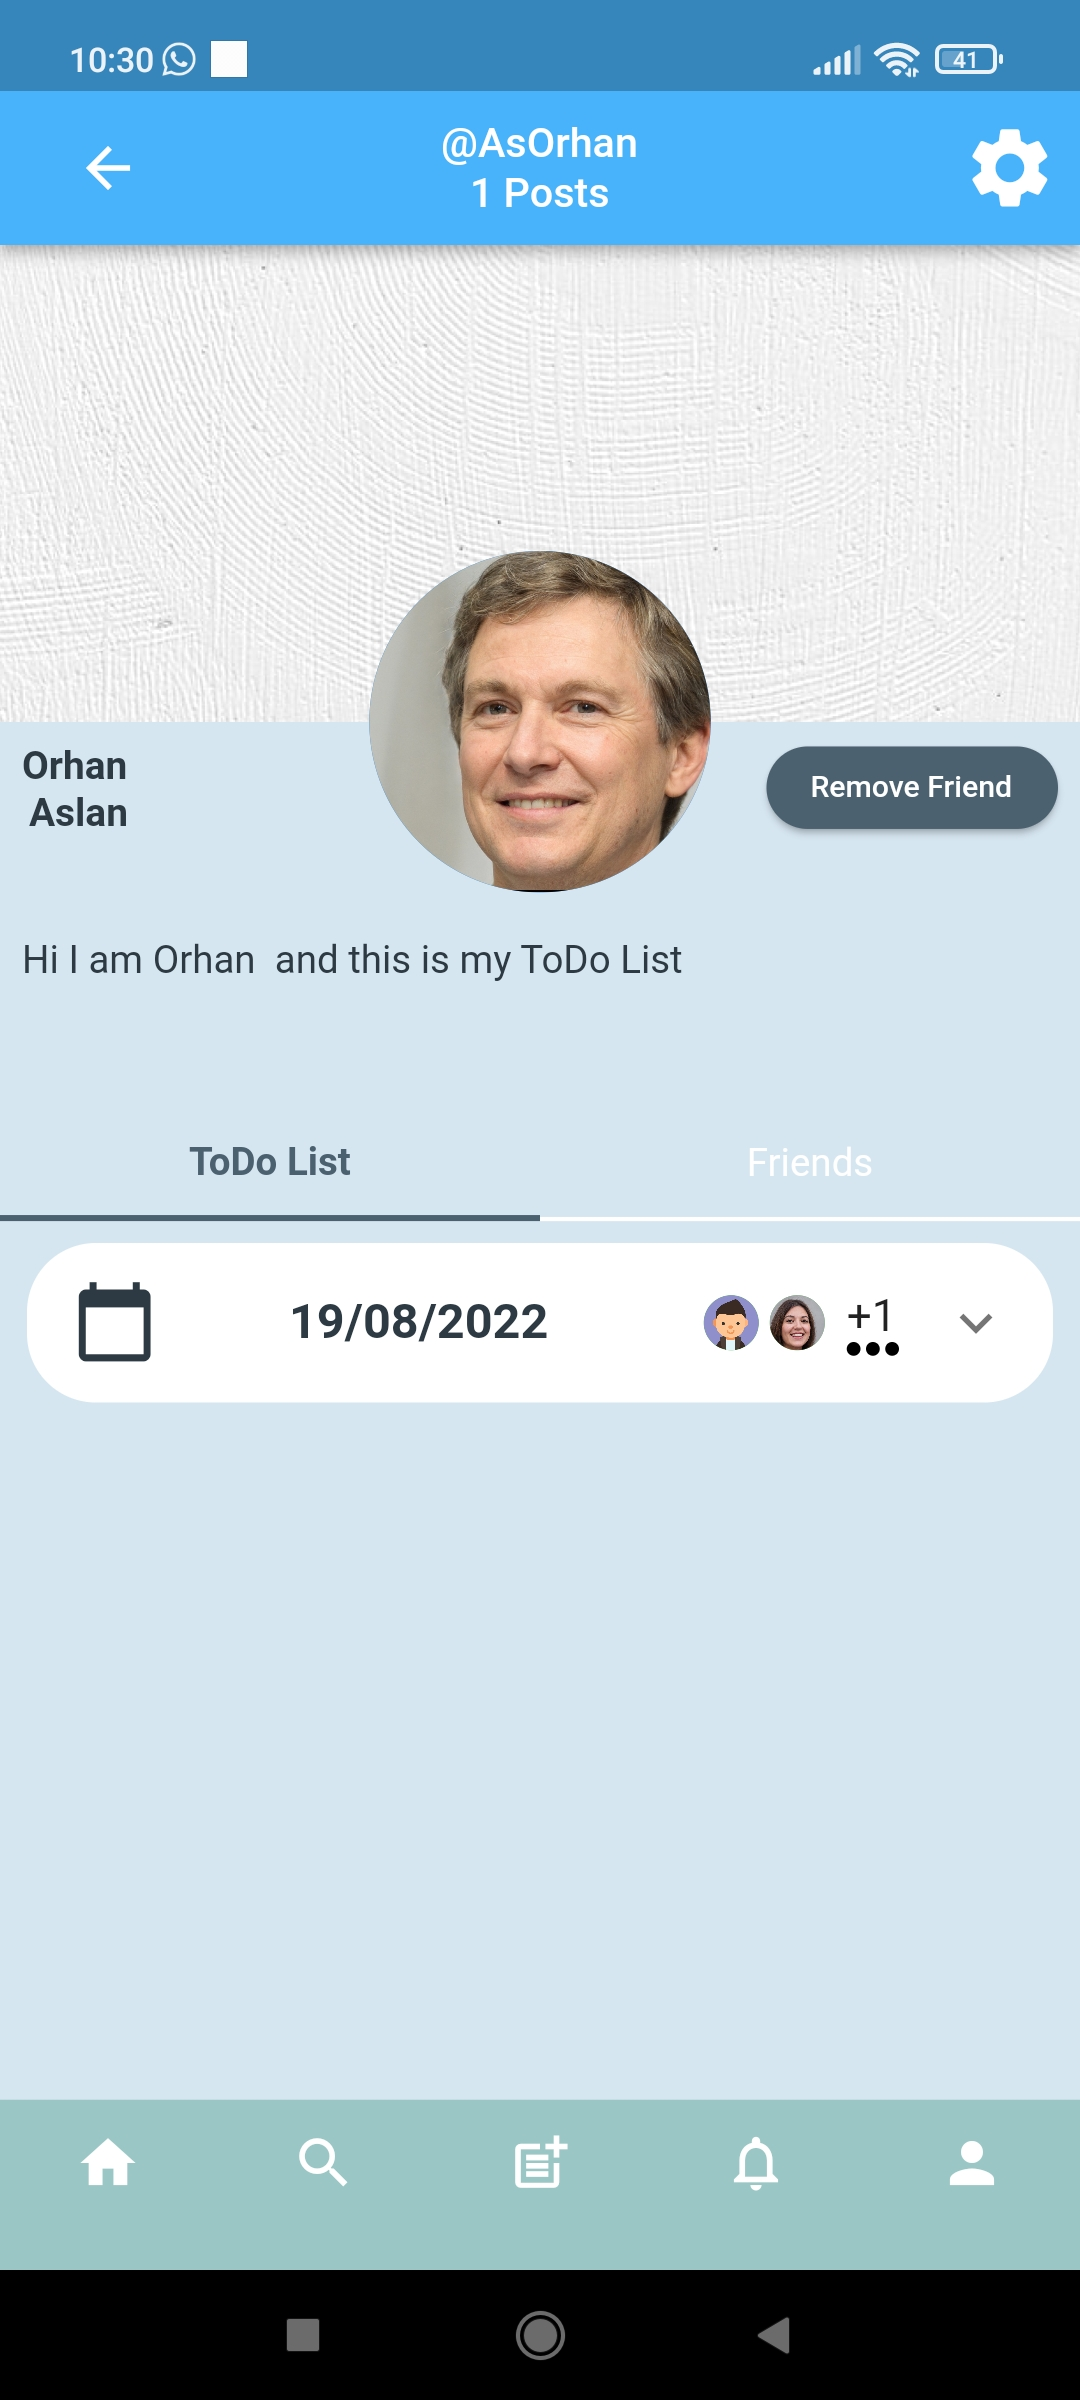 10:30
41
@AsOrhan
1 Posts
Orhan
Aslan
Remove Friend
Hi I am Orhan  and this is my ToDo List
ToDo List
Friends
19/08/2022
+1